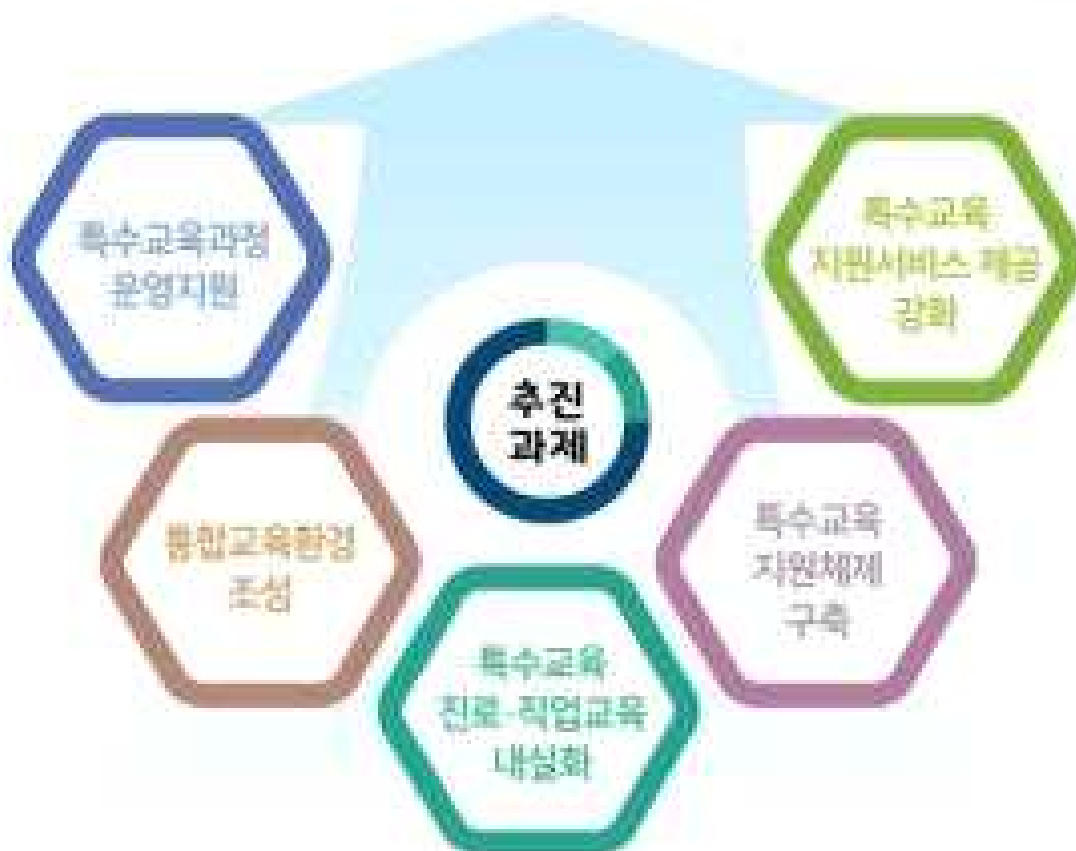 특수교육과정
운영지원
특수교육
지원서비스 제공
강화
추진
과제
통합교육환경
조성
특수교육
지원체제
구축
특수교육
진로·직업교육
내실화